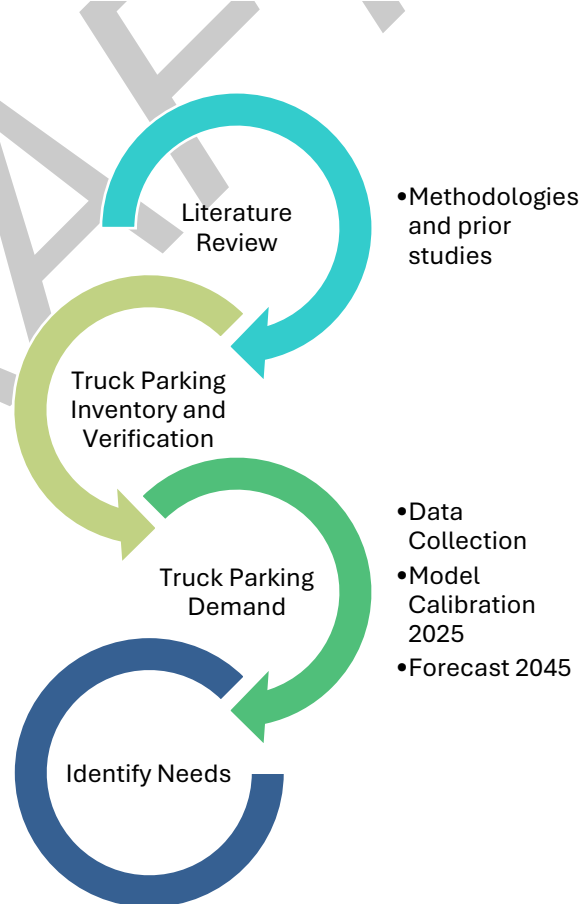 Literature
Review
•Methodologies
and prior
studies
Truck Parking
Inventory and
Verification
Truck Parking
Demand
•Data
Collection
•Model
Calibration
2025
•Forecast 2045
Identify Needs